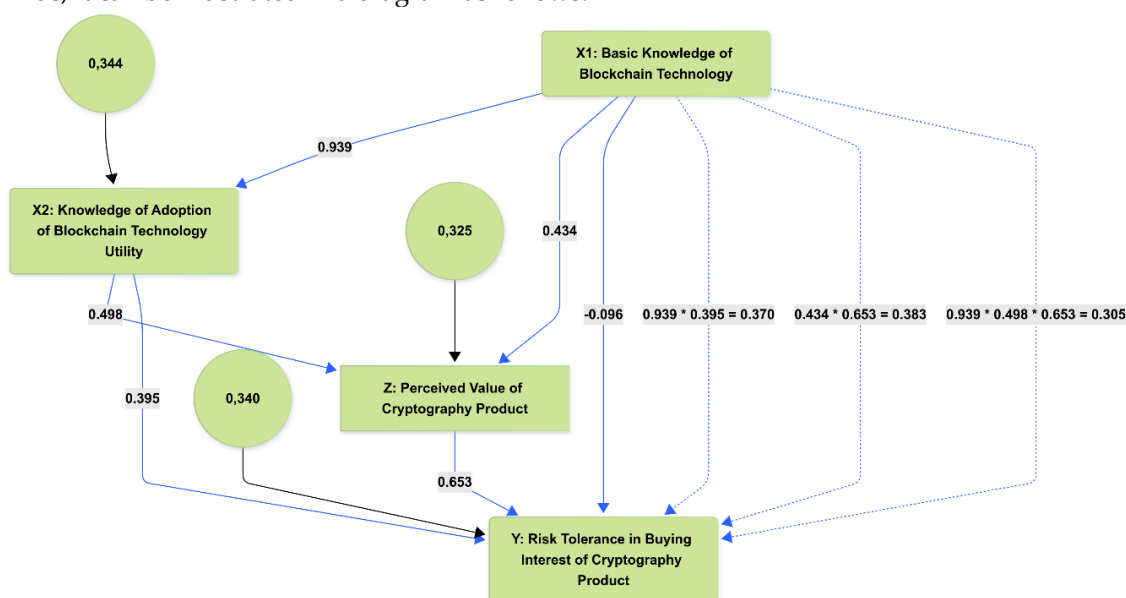 0,344
X1: Basic Knowledge of
Blockchain Technology
0.939
X2: Knowledge of Adoption
of Blockchain Technology
Utility
0,325
0.434
0.498
-0.096
0.939 * 0.395 = 0.370
0.434 * 0.653 = 0.383
0.939 * 0.498 * 0.653 = 0.305
0.395
0,340
Z: Perceived Value of
Cryptography Product
0.653
Y: Risk Tolerance in Buying
Interest of Cryptography
Product